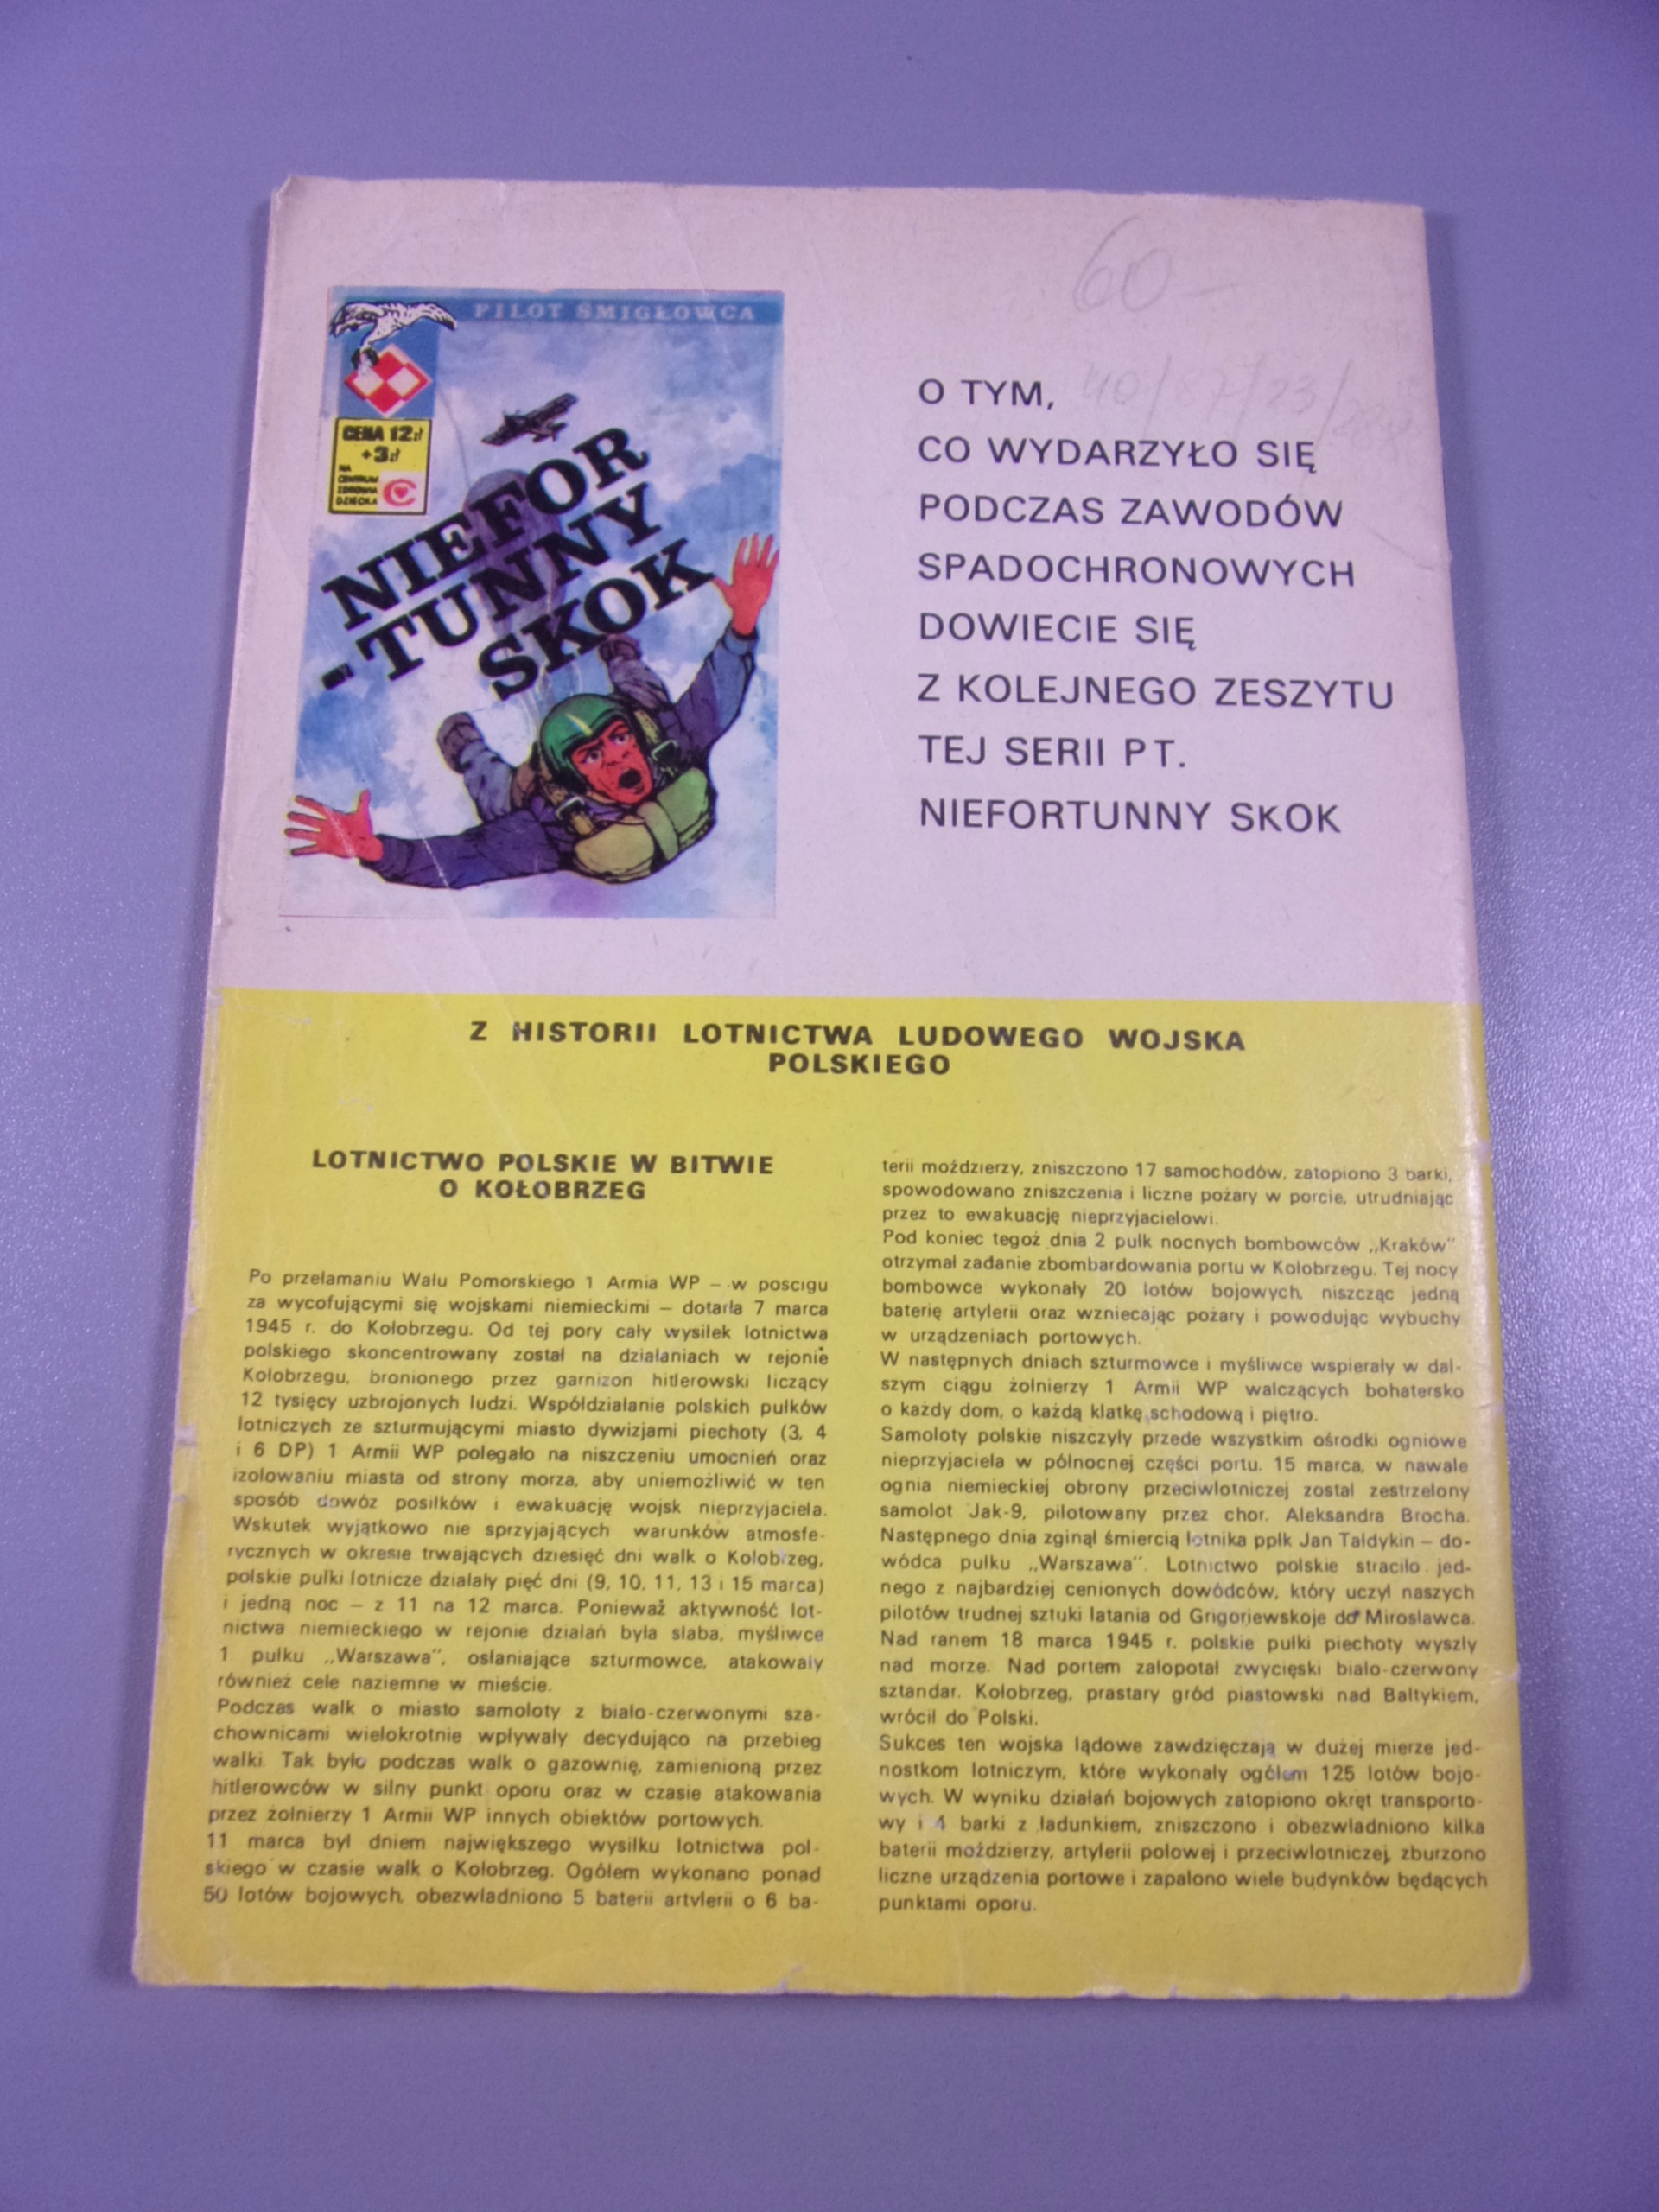 PILOT ŚMIGŁOWCA
CENA 12zł
+3zł
NA
CENTRUM
ZDROWIA
DZIECKA
NIEFOR
-TUNNY
SKOK
60-
O TYM,
CO WYDARZYŁO SIĘ
PODCZAS ZAWODÓW
SPADOCHRONOWYCH
DOWIECIE SIĘ
Z KOLEJNEGO ZESZYTU
TEJ SERII PT.
NIEFORTUNNY SKOK
Z HISTORII LOTNICTWA LUDOWEGO WOJSKA
POLSKIEGO
LOTNICTWO POLSKIE W BITWIE
O KOŁOBRZEG
Po przełamaniu Wału Pomorskiego 1 Armia WP – w pościgu
za wycofującymi się wojskami niemieckimi – dotarła 7 marca
1945 r. do Kołobrzegu. Od tej pory cały wysiłek lotnictwa
polskiego skoncentrowany został na działaniach w rejonie
Kołobrzegu, bronionego przez garnizon hitlerowski liczący
12 tysięcy uzbrojonych ludzi. Współdziałanie polskich pułków
lotniczych ze szturmującymi miasto dywizjami piechoty (3, 4
i 6 DP) 1 Armii WP polegało na niszczeniu umocnień oraz
izolowaniu miasta od strony morza, aby uniemożliwić w ten
sposób dowóz posiłków i ewakuację wojsk nieprzyjaciela.
Wskutek wyjątkowo nie sprzyjających warunków atmosfe-
rycznych w okresie trwających dziesięć dni walk o Kołobrzeg,
polskie pułki lotnicze działały pięć dni (9, 10, 11, 13 i 15 marca)
i jedną noc – z 11 na 12 marca. Ponieważ aktywność lot-
nictwa niemieckiego w rejonie działań była słaba, myśliwce
1 pułku „Warszawa”, osłaniające szturmowce, atakowały
również cele naziemne w mieście.
Podczas walk o miasto samoloty z biało-czerwonymi sza-
chownicami wielokrotnie wpływały decydująco na przebieg
walki. Tak było podczas walk o gazownię, zamienioną przez
hitlerowców w silny punkt oporu oraz w czasie atakowania
przez żołnierzy 1 Armii WP innych obiektów portowych.
11 marca był dniem największego wysiłku lotnictwa pol-
skiego w czasie walk o Kołobrzeg. Ogółem wykonano ponad
50 lotów bojowych, obezwładniono 5 baterii artylerii o 6 ba-
terii moździerzy, zniszczono 17 samochodów, zatopiono 3 barki,
spowodowano zniszczenia i liczne pożary w porcie, utrudniając
przez to ewakuację nieprzyjacielowi.
Pod koniec tegoż dnia 2 pułk nocnych bombowców „Kraków”
otrzymał zadanie zbombardowania portu w Kołobrzegu. Tej nocy
bombowce wykonały 20 lotów bojowych, niszcząc jedną
baterię artylerii oraz wzniecając pożary i powodując wybuchy
w urządzeniach portowych.
W następnych dniach szturmowce i myśliwce wspierały w dal-
szym ciągu żołnierzy 1 Armii WP walczących bohatersko
o każdy dom, o każdą klatkę schodową i piętro.
Samoloty polskie niszczyły przede wszystkim ośrodki ogniowe
nieprzyjaciela w północnej części portu. 15 marca, w nawale
ognia niemieckiej obrony przeciwlotniczej został zestrzelony
samolot Jak-9, pilotowany przez chor. Aleksandra Brocha.
Następnego dnia zginął śmiercią lotnika ppłk Jan Tałdykin – do-
wódca pułku „Warszawa”. Lotnictwo polskie straciło jed-
nego z najbardziej cenionych dowódców, który uczył naszych
pilotów trudnej sztuki latania od Grigoriewskoje do Mirosławca.
Nad ranem 18 marca 1945 r. polskie pułki piechoty wyszły
nad morze. Nad portem załopotał zwycięski biało-czerwony
sztandar. Kołobrzeg, prastary gród piastowski nad Bałtykiem,
wrócił do Polski.
Sukces ten wojska lądowe zawdzięczają w dużej mierze jed-
nostkom lotniczym, które wykonały ogółem 125 lotów bojo-
wych. W wyniku działań bojowych zatopiono okręt transporto-
wy i 4 barki z ładunkiem, zniszczono i obezwładniono kilka
baterii moździerzy, artylerii polowej i przeciwlotniczej, zburzono
liczne urządzenia portowe i zapalono wiele budynków będących
punktami oporu.